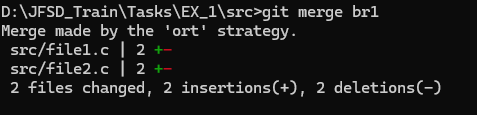 D:\JFSD_Train\Tasks\EX_1\src>git merge br1
Merge made by the 'ort' strategy.
 src/file1.c | 2 +-
 src/file2.c | 2 +-
 2 files changed, 2 insertions(+), 2 deletions(-)